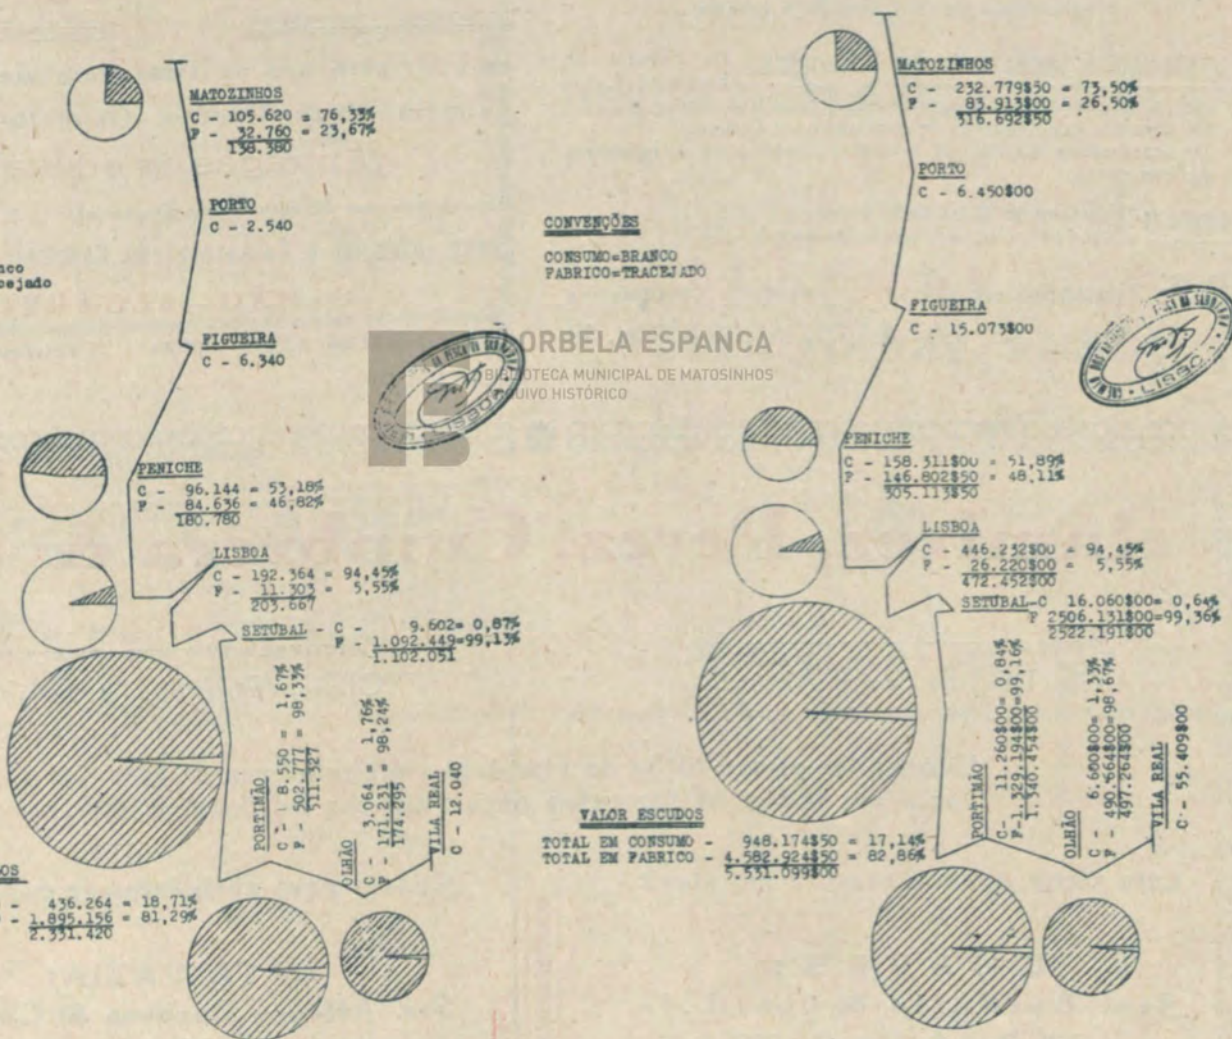 MATOZINHOS
C - 105.620 = 76,33%
F - 32.760 = 23,67%
138.380
PORTO
C - 2.540
FIGUEIRA
C - 6.340
PENICHE
C - 96.144 = 53,18%
F - 84.636 = 46,82%
180.780
LISBOA
C - 192.364 = 94,45%
F - 11.303 = 5,55%
203.667
SETUBAL - C - 9.602= 0,87%
F - 1.092.449=99,13%
1.102.051
PORTIMÃO
C - 8.550 = 1,67%
F - 502.777 = 98,33%
511.327
OLHÃO
C - 3.064 = 1,76%
F - 171.231 = 98,24%
174.295
VILA REAL
C - 12.040
OS
- 436.264 = 18,71%
- 1.895.156 = 81,29%
2.331.420
CONVENÇÕES
CONSUMO=BRANCO
FABRICO=TRACEJADO
nco
cejado
ORBELA ESPANCA
BIBLIOTECA MUNICIPAL DE MATOSINHOS
QUIVO HISTÓRICO
MATOZINHOS
C - 232.779$50 = 73,50%
F - 83.913$00 = 26,50%
316.692$50
PORTO
C - 6.450$00
FIGUEIRA
C - 15.073$00
LISBOA
PENICHE
C - 158.311$00 = 51,89%
F - 146.802$50 = 48,11%
305.113$50
LISBOA
C - 446.232$00 = 94,45%
F - 26.220$00 = 5,55%
472.452$00
SETUBAL-C 16.060$00= 0,64%
F 2506.131$00=99,36%
2522.191$00
PORTIMÃO
C- 11.260$00= 0,84%
F-1.329.194$00=99,16%
1.340.454$00
OLHÃO
C - 6.600$00= 1,33%
F - 490.664$00=98,67%
497.264$00
VILA REAL
C - 55.409$00
VALOR ESCUDOS
TOTAL EM CONSUMO - 948.174$50 = 17,14%
TOTAL EM FABRICO - 4.582.924$50 = 82,86%
5.531.099$00